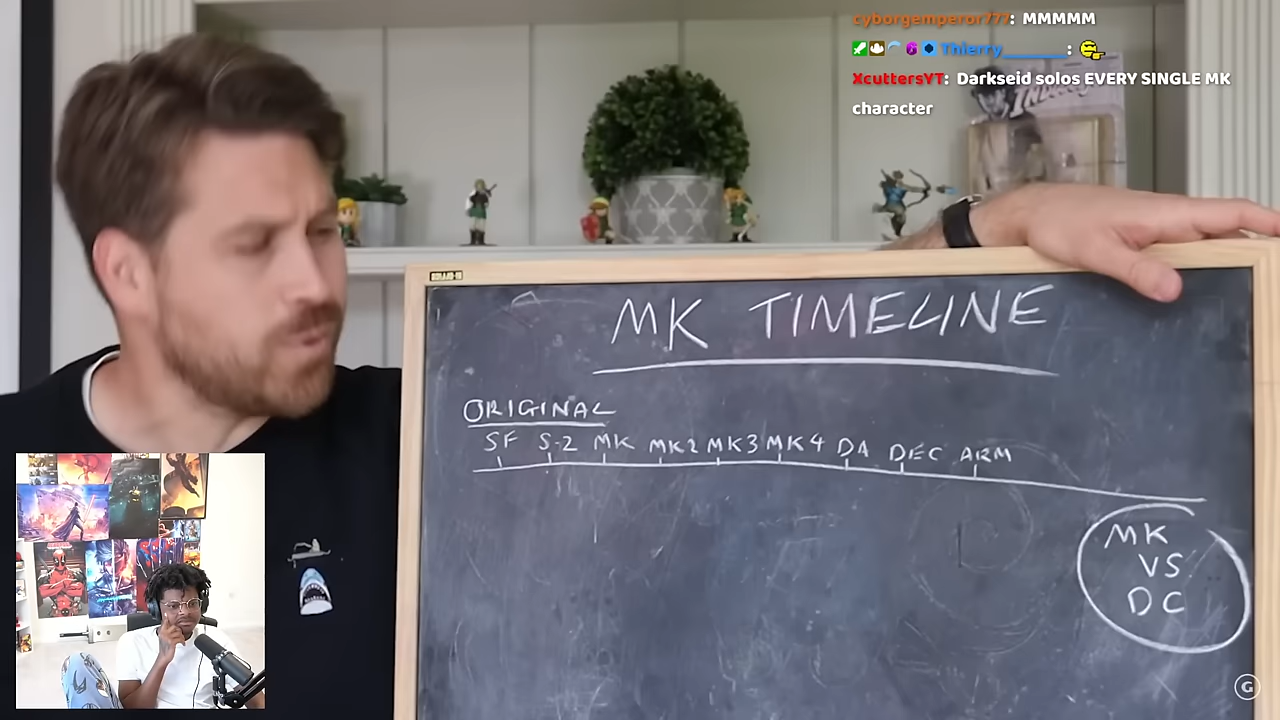 cyborgemperor777: MMMMM
Thierry_______:
XcuttersYT: Darkseid solos EVERY SINGLE MK
character
MK TIMELINE
ORIGINAL
SF S-2 MK MK2 MK3 MK4 DA DEC ARM
MK
VS
DC
G